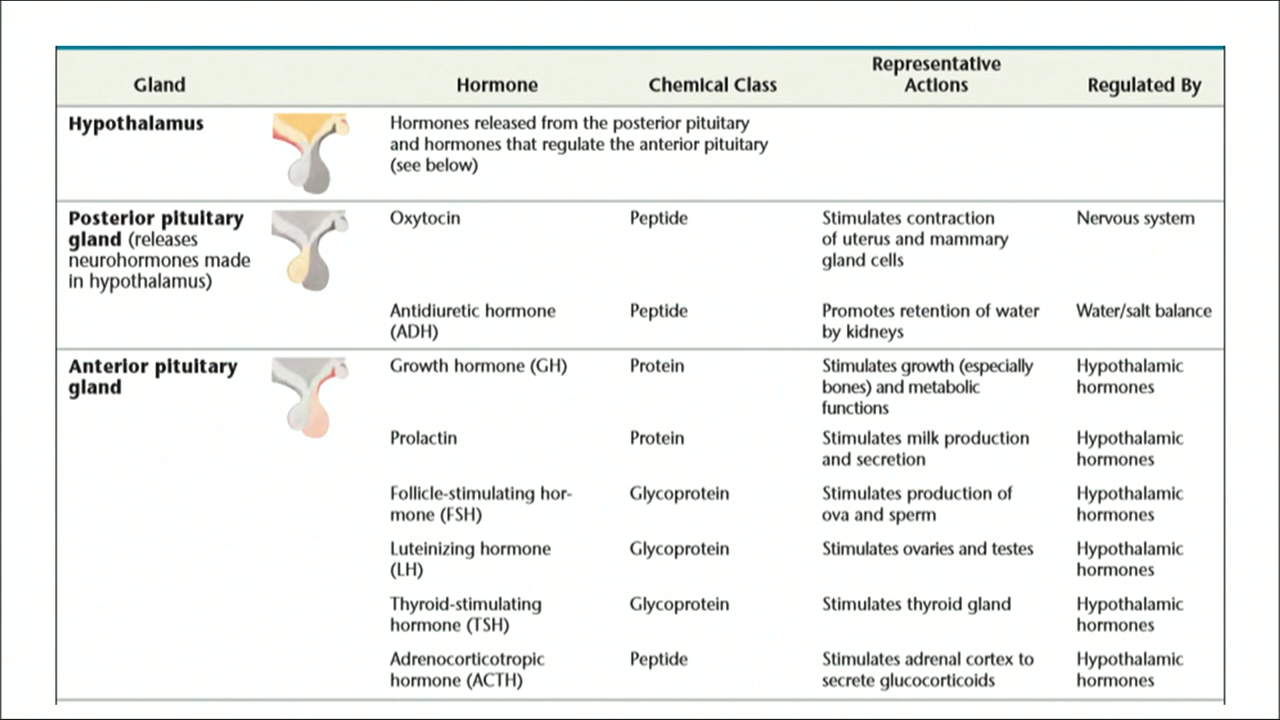 Gland Hormone Chemical Class Representative Actions Regulated By
Hypothalamus
Hormones released from the posterior pituitary
and hormones that regulate the anterior pituitary
(see below)
Posterior pituitary
gland (releases
neurohormones made
in hypothalamus)
Oxytocin
Peptide
Stimulates contraction
of uterus and mammary
gland cells
Nervous system
Antidiuretic hormone
(ADH)
Peptide
Promotes retention of water
by kidneys
Water/salt balance
Anterior pituitary
gland
Growth hormone (GH)
Protein
Stimulates growth (especially
bones) and metabolic
functions
Hypothalamic
hormones
Prolactin
Protein
Stimulates milk production
and secretion
Hypothalamic
hormones
Follicle-stimulating hor-
mone (FSH)
Glycoprotein
Stimulates production of
ova and sperm
Hypothalamic
hormones
Luteinizing hormone
(LH)
Glycoprotein
Stimulates ovaries and testes
Hypothalamic
hormones
Thyroid-stimulating
hormone (TSH)
Glycoprotein
Stimulates thyroid gland
Hypothalamic
hormones
Adrenocorticotropic
hormone (ACTH)
Peptide
Stimulates adrenal cortex to
secrete glucocorticoids
Hypothalamic
hormones